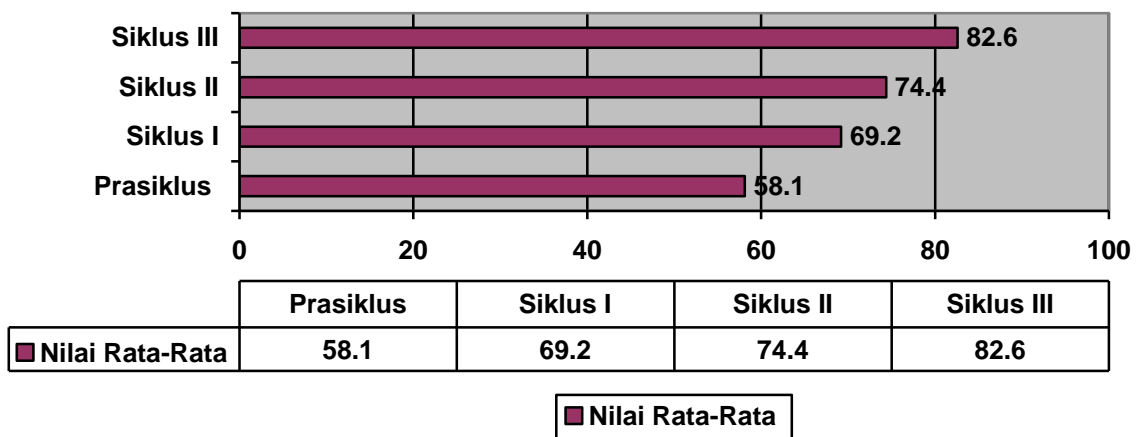 Siklus III 82.6
Siklus II 74.4
Siklus I 69.2
Prasiklus 58.1
0 20 40 60 80 100
Prasiklus Siklus I Siklus II Siklus III
Nilai Rata-Rata 58.1 69.2 74.4 82.6
Nilai Rata-Rata